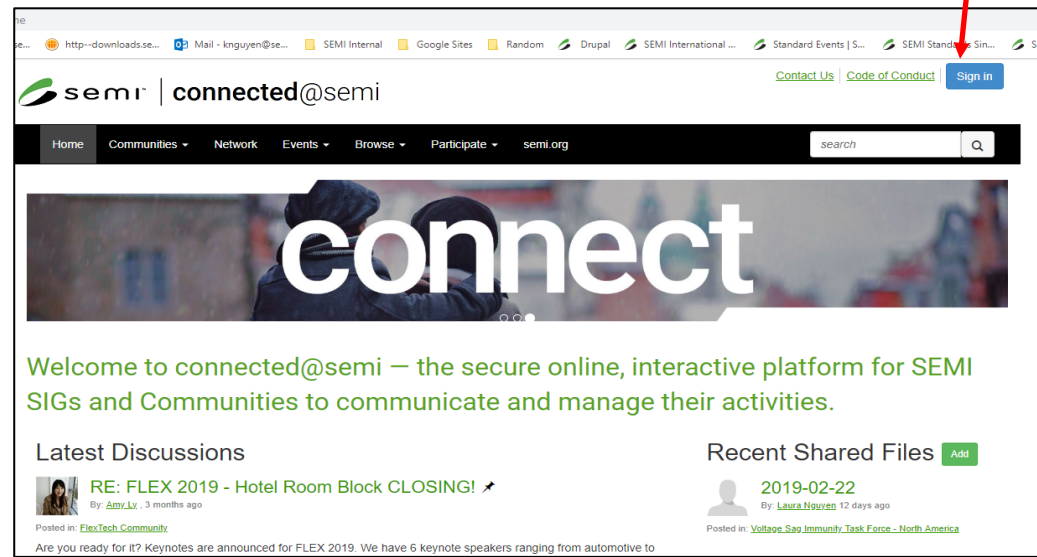 ne
se... http--downloads.se... Mail - knguyen@se... SEMI Internal Google Sites Random Drupal SEMI International ... Standard Events | S... SEMI Standards Sin... S
Contact Us | Code of Conduct | Sign in
semi | connected@semi
Home Communities Network Events Browse Participate semi.org search
connect
Welcome to connected@semi — the secure online, interactive platform for SEMI
SIGs and Communities to communicate and manage their activities.
Latest Discussions
Recent Shared Files Add
RE: FLEX 2019 - Hotel Room Block CLOSING!
By: Amy Ly , 3 months ago
2019-02-22
By: Laura Nguyen 12 days ago
Posted in: FlexTech Community
Posted in: Voltage Sag Immunity Task Force - North America
Are you ready for it? Keynotes are announced for FLEX 2019. We have 6 keynote speakers ranging from automotive to